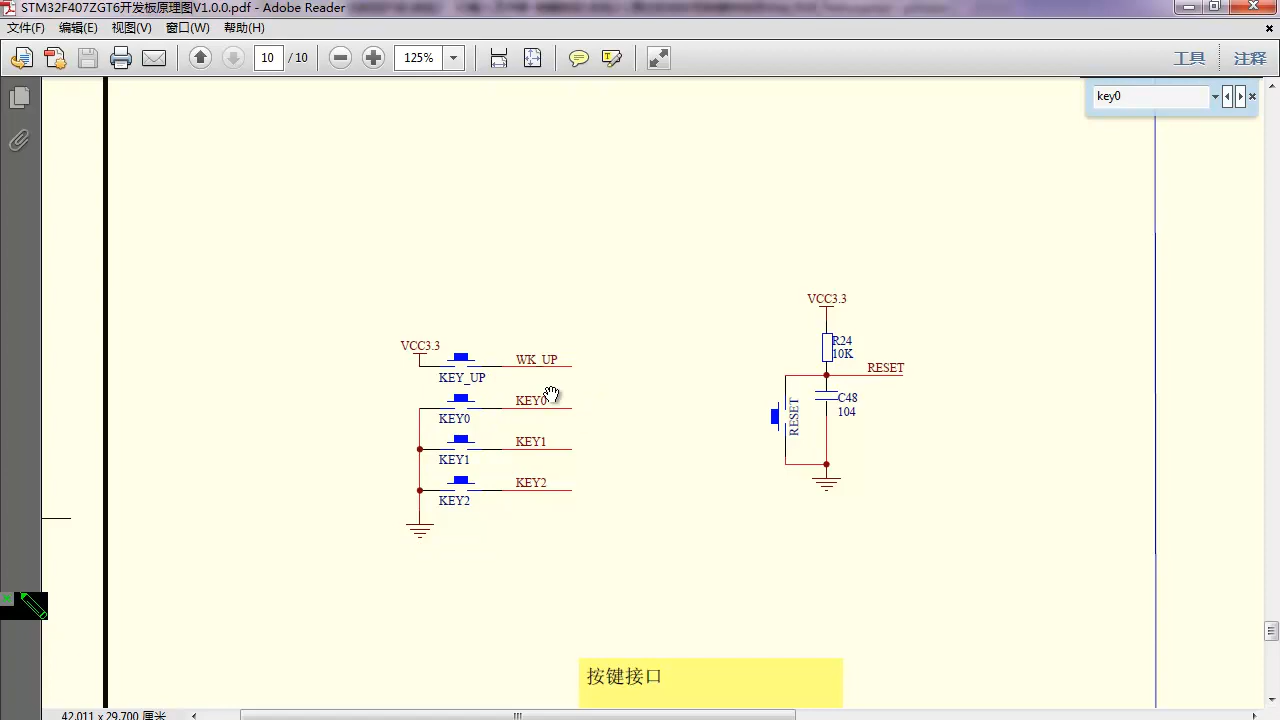 STM32F407ZGT6开发板原理图V1.0.0.pdf - Adobe Reader
文件(F) 编辑(E) 视图(V) 窗口(W) 帮助(H)
10 / 10 125% 工具 注释
key0
VCC3.3
WK_UP
KEY_UP
KEY0
KEY0
KEY1
KEY1
KEY2
KEY2
VCC3.3
R24
10K
RESET
RESET
C48
104
按键接口
42.011 x 29.700 厘米